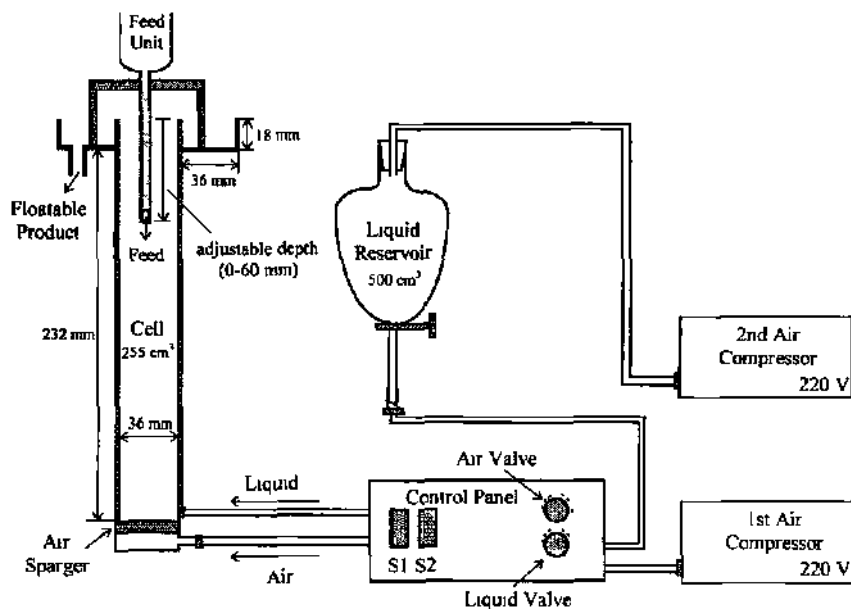 Feed
Unit
18 mm
36 mm
Floatable
Product
Feed
adjustable depth
(0-60 mm)
Liquid
Reservoir
500 cm³
232 mm
Cell
255 cm³
2nd Air
Compressor
220 V
36 mm
Air Valve
Liquid
Control Panel
1st Air
Compressor
220 V
Air
Sparger
S1 S2
Air
Liquid Valve